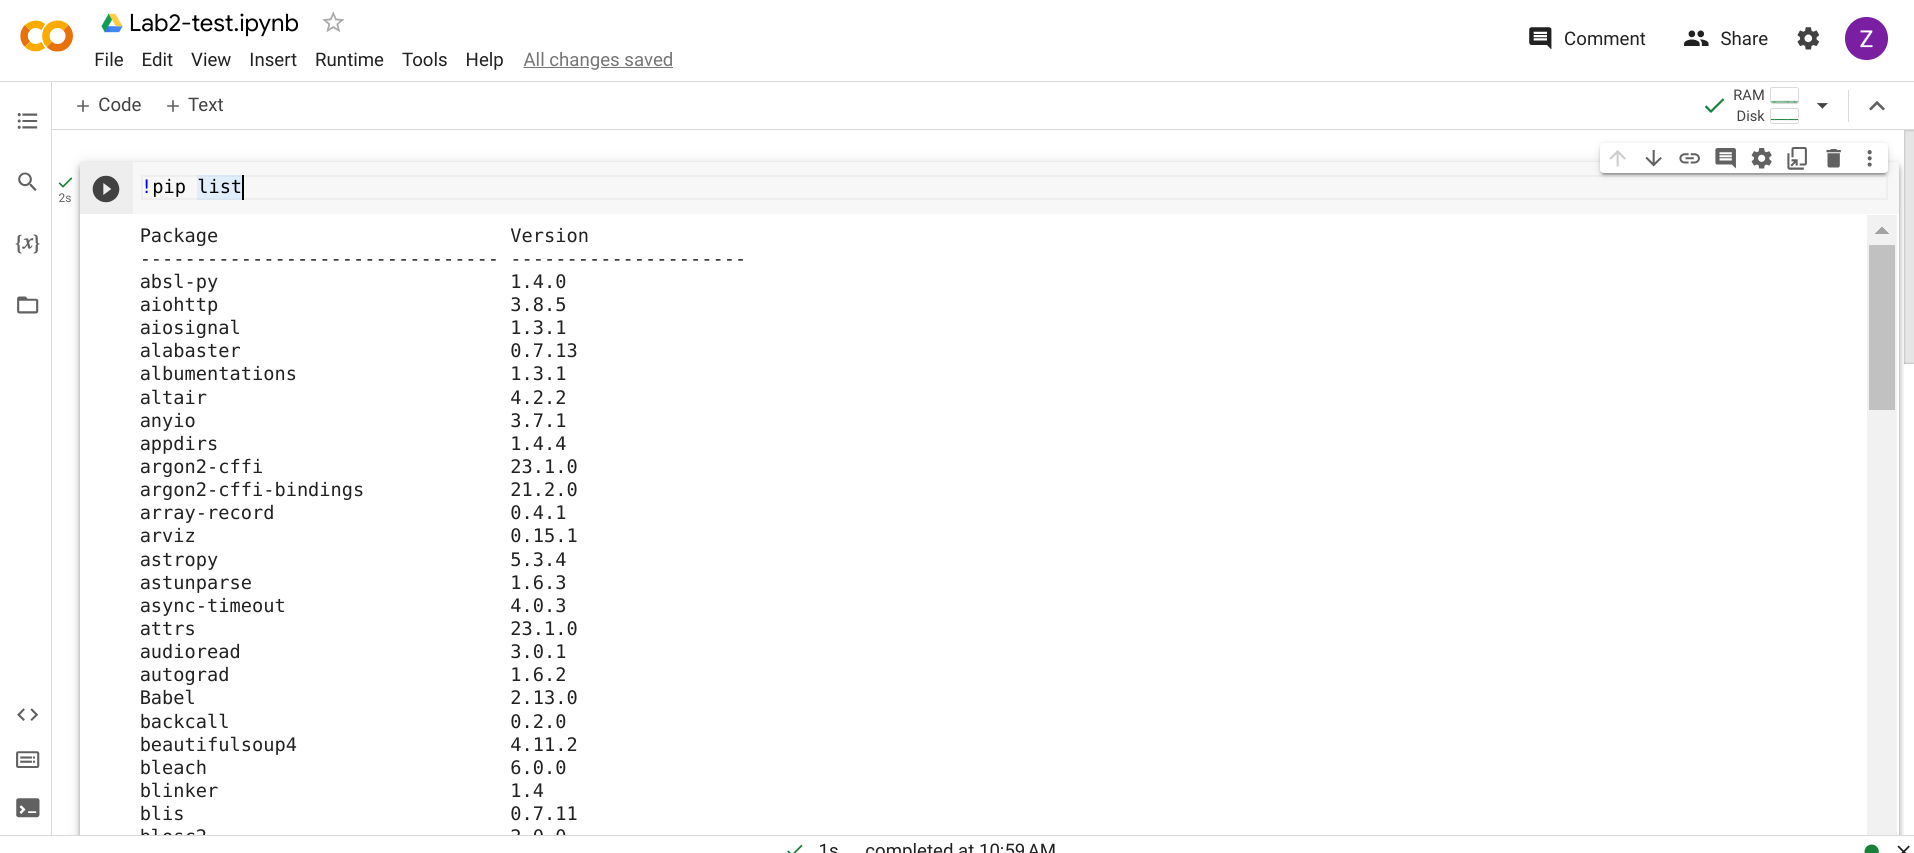 Lab2-test.ipynb
File Edit View Insert Runtime Tools Help All changes saved
Comment Share Z
+ Code + Text
RAM
Disk
!pip list
2s
{x}
Package Version
-------------------------------- ---------------------
absl-py 1.4.0
aiohttp 3.8.5
aiosignal 1.3.1
alabaster 0.7.13
albumentations 1.3.1
altair 4.2.2
anyio 3.7.1
appdirs 1.4.4
argon2-cffi 23.1.0
argon2-cffi-bindings 21.2.0
array-record 0.4.1
arviz 0.15.1
astropy 5.3.4
astunparse 1.6.3
async-timeout 4.0.3
attrs 23.1.0
audioread 3.0.1
autograd 1.6.2
Babel 2.13.0
backcall 0.2.0
beautifulsoup4 4.11.2
bleach 6.0.0
blinker 1.4
blis 0.7.11
1s completed at 10:59 AM